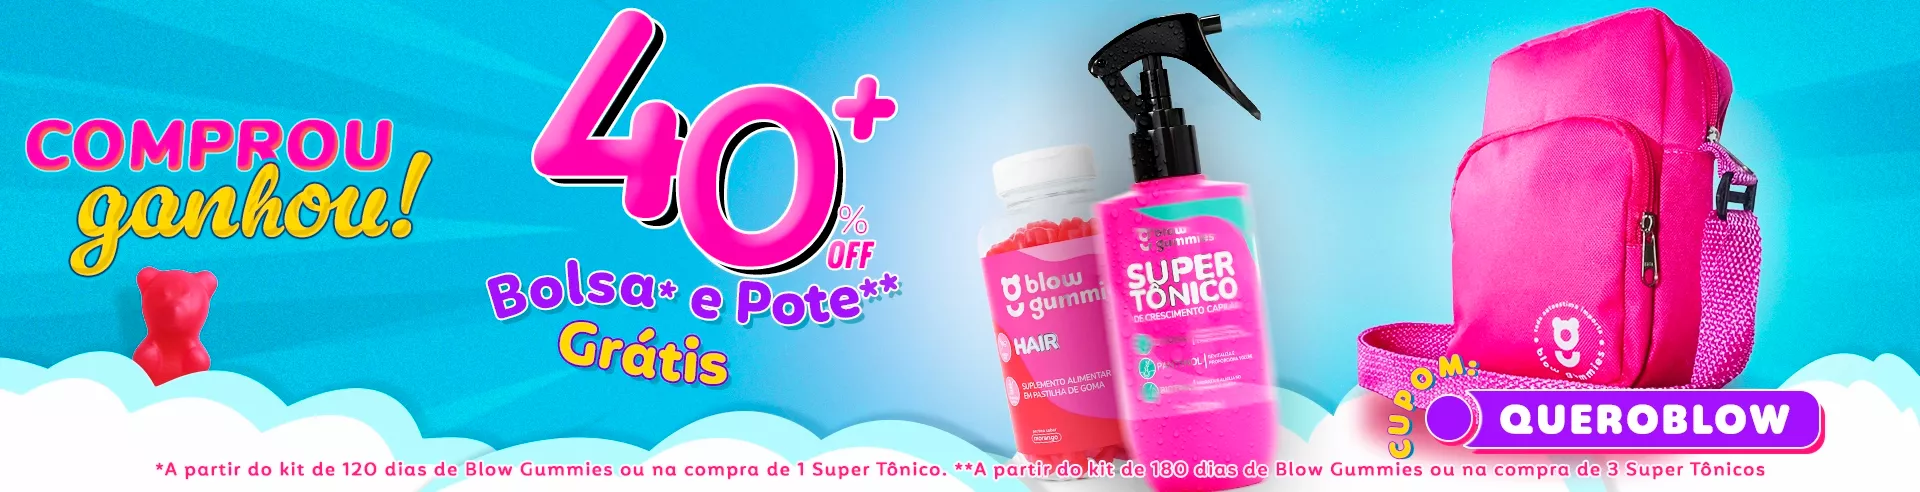 COMPROU
ganhou!
40+
% OFF
Bolsa* e Pote**
Grátis
blow
gummi
HAIR
SUPLEMENTO ALIMENTAR
EM PASTILHA DE GOMA
morango
blow
gummies
SUPER
TÔNICO
DE CRESCIMENTO CAPILAR
blow gummies
CUPOM:
QUEROBLOW
*A partir do kit de 120 dias de Blow Gummies ou na compra de 1 Super Tônico. **A partir do kit de 180 dias de Blow Gummies ou na compra de 3 Super Tônicos